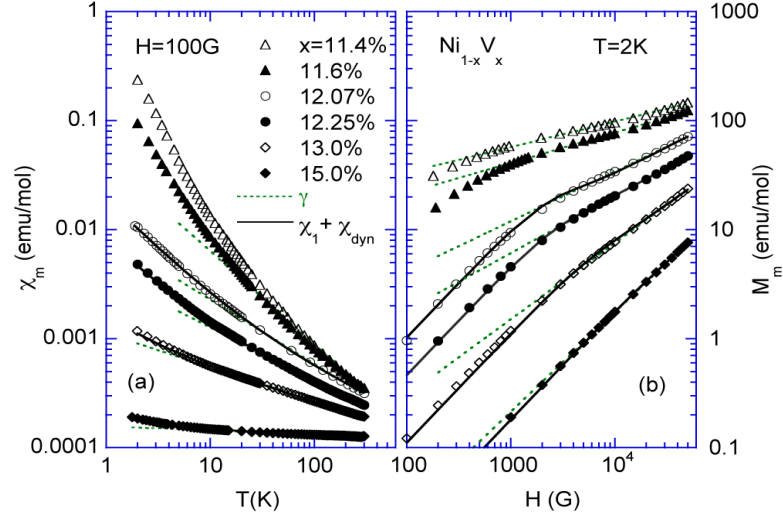 1
0.1
0.01
0.001
0.0001
χm (emu/mol)
H=100G
x=11.4%
11.6%
12.07%
12.25%
13.0%
15.0%
γ
χ1 + χdyn
(a)
1 10 100
T(K)
Ni1-xVx T=2K
(b)
100 1000 10^4
H (G)
1000
100
10
1
0.1
Mm (emu/mol)